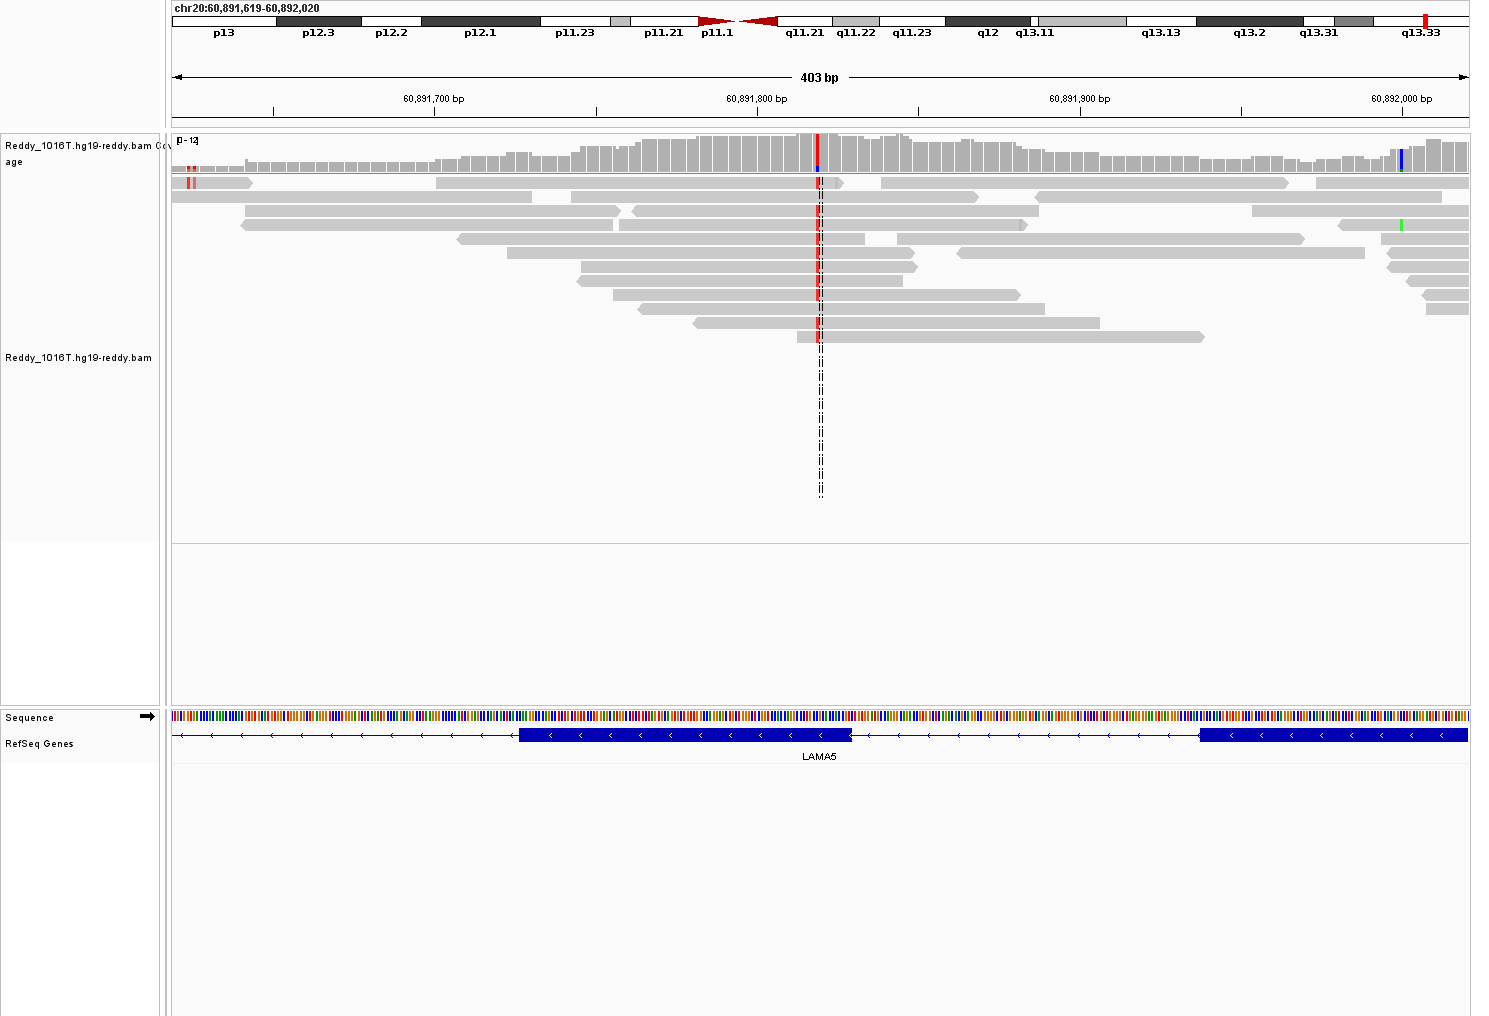 chr20:60,891,619-60,892,020
p13 p12.3 p12.2 p12.1 p11.23 p11.21 p11.1 q11.21 q11.22 q11.23 q12 q13.11 q13.13 q13.2 q13.31 q13.33
403 bp
60,891,700 bp 60,891,800 bp 60,891,900 bp 60,892,000 bp
Reddy_1016T.hg19-reddy.bam Cov
age
[0 - 12]
Reddy_1016T.hg19-reddy.bam
Sequence
RefSeq Genes
LAMA5